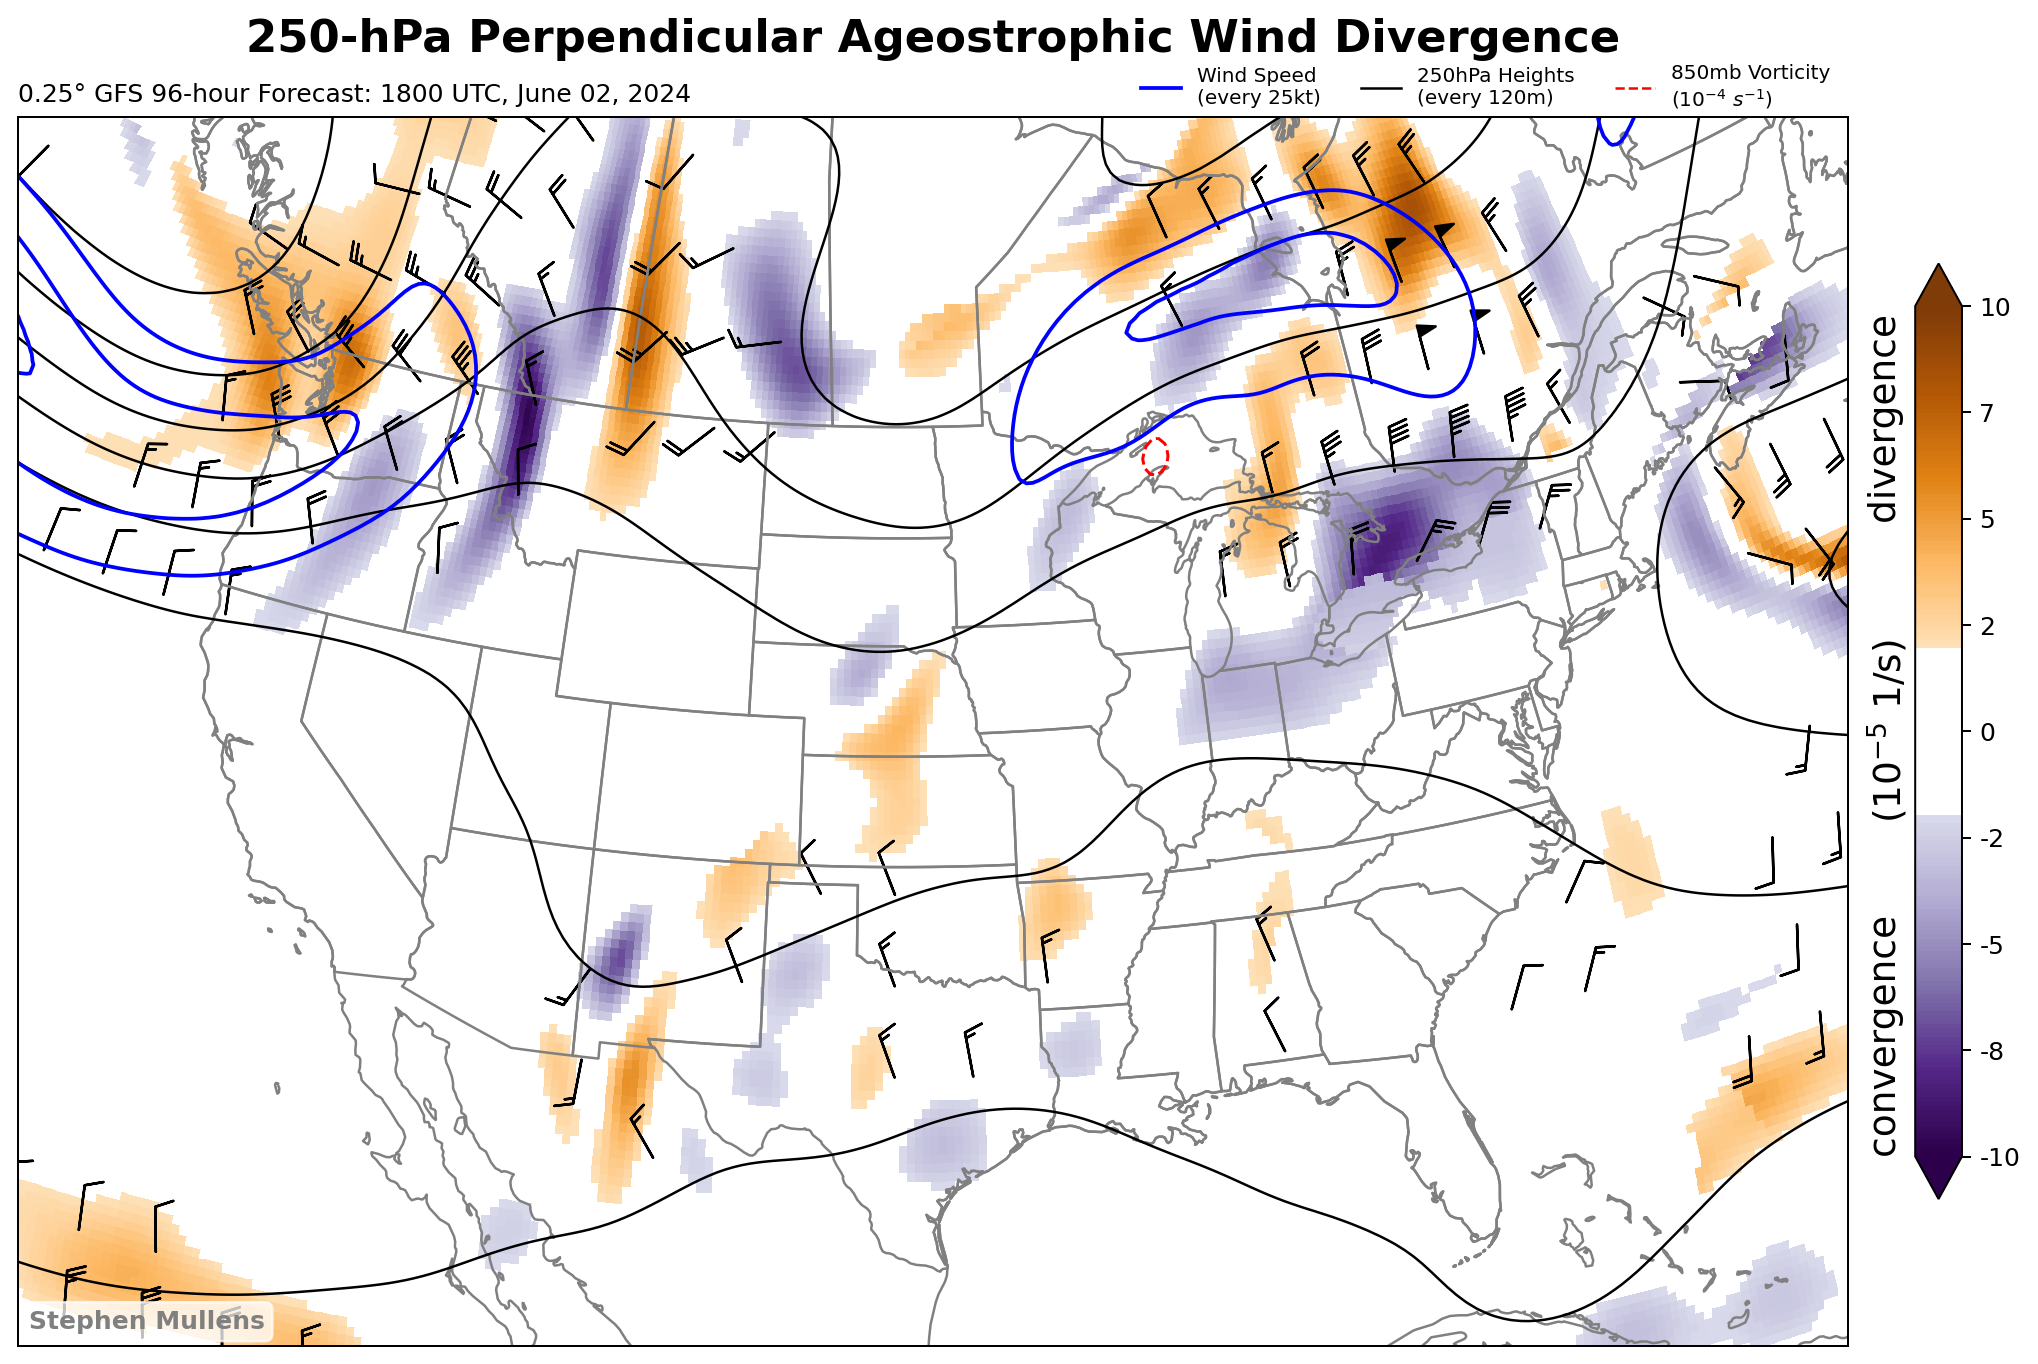 250-hPa Perpendicular Ageostrophic Wind Divergence
0.25° GFS 96-hour Forecast: 1800 UTC, June 02, 2024
Wind Speed
(every 25kt)
250hPa Heights
(every 120m)
850mb Vorticity
(10⁻⁴ s⁻¹)
10
7
5
2
0
-2
-5
-8
-10
convergence (10⁻⁵ 1/s) divergence
Stephen Mullens